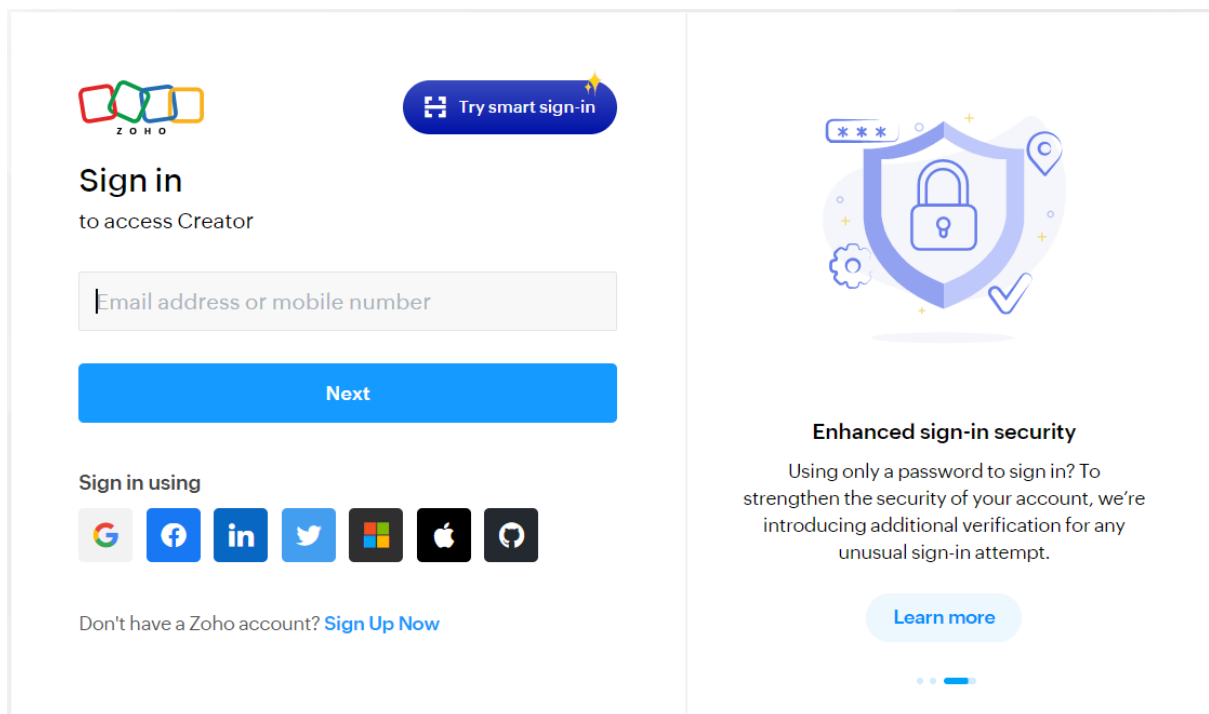 ZOHO
Try smart sign-in
Sign in
to access Creator
Email address or mobile number
Next
Sign in using
in
Don't have a Zoho account? Sign Up Now
***
Enhanced sign-in security
Using only a password to sign in? To
strengthen the security of your account, we’re
introducing additional verification for any
unusual sign-in attempt.
Learn more